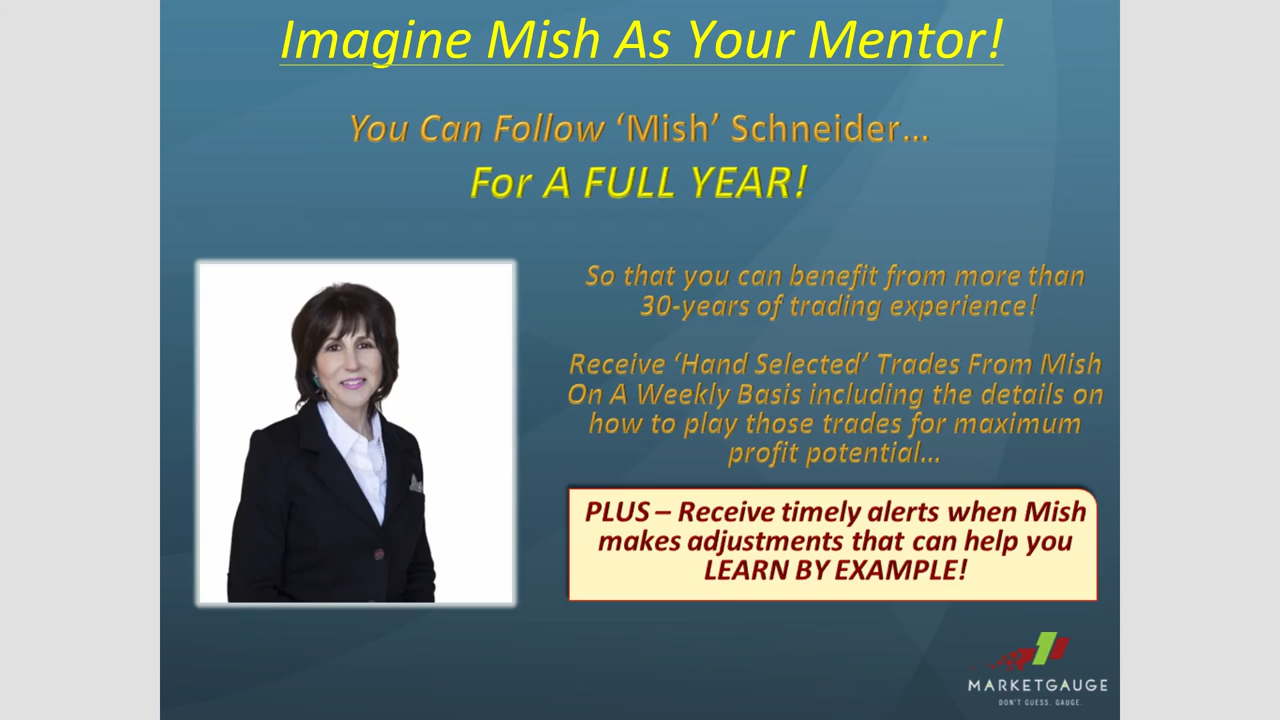 Imagine Mish As Your Mentor!
You Can Follow ‘Mish’ Schneider…
For A FULL YEAR!
So that you can benefit from more than
30-years of trading experience!
Receive ‘Hand Selected’ Trades From Mish
On A Weekly Basis including the details on
how to play those trades for maximum
profit potential…
PLUS – Receive timely alerts when Mish
makes adjustments that can help you
LEARN BY EXAMPLE!
MARKETGAUGE
DON'T GUESS. GAUGE.